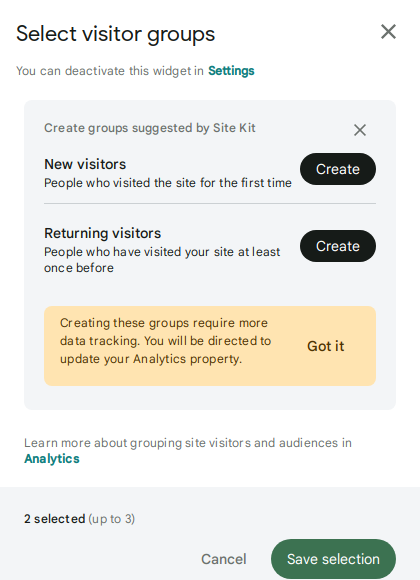 Select visitor groups
You can deactivate this widget in Settings
Create groups suggested by Site Kit
New visitors
People who visited the site for the first time
Create
Returning visitors
People who have visited your site at least
once before
Create
Creating these groups require more
data tracking. You will be directed to
update your Analytics property.
Got it
Learn more about grouping site visitors and audiences in
Analytics
2 selected (up to 3)
Cancel
Save selection